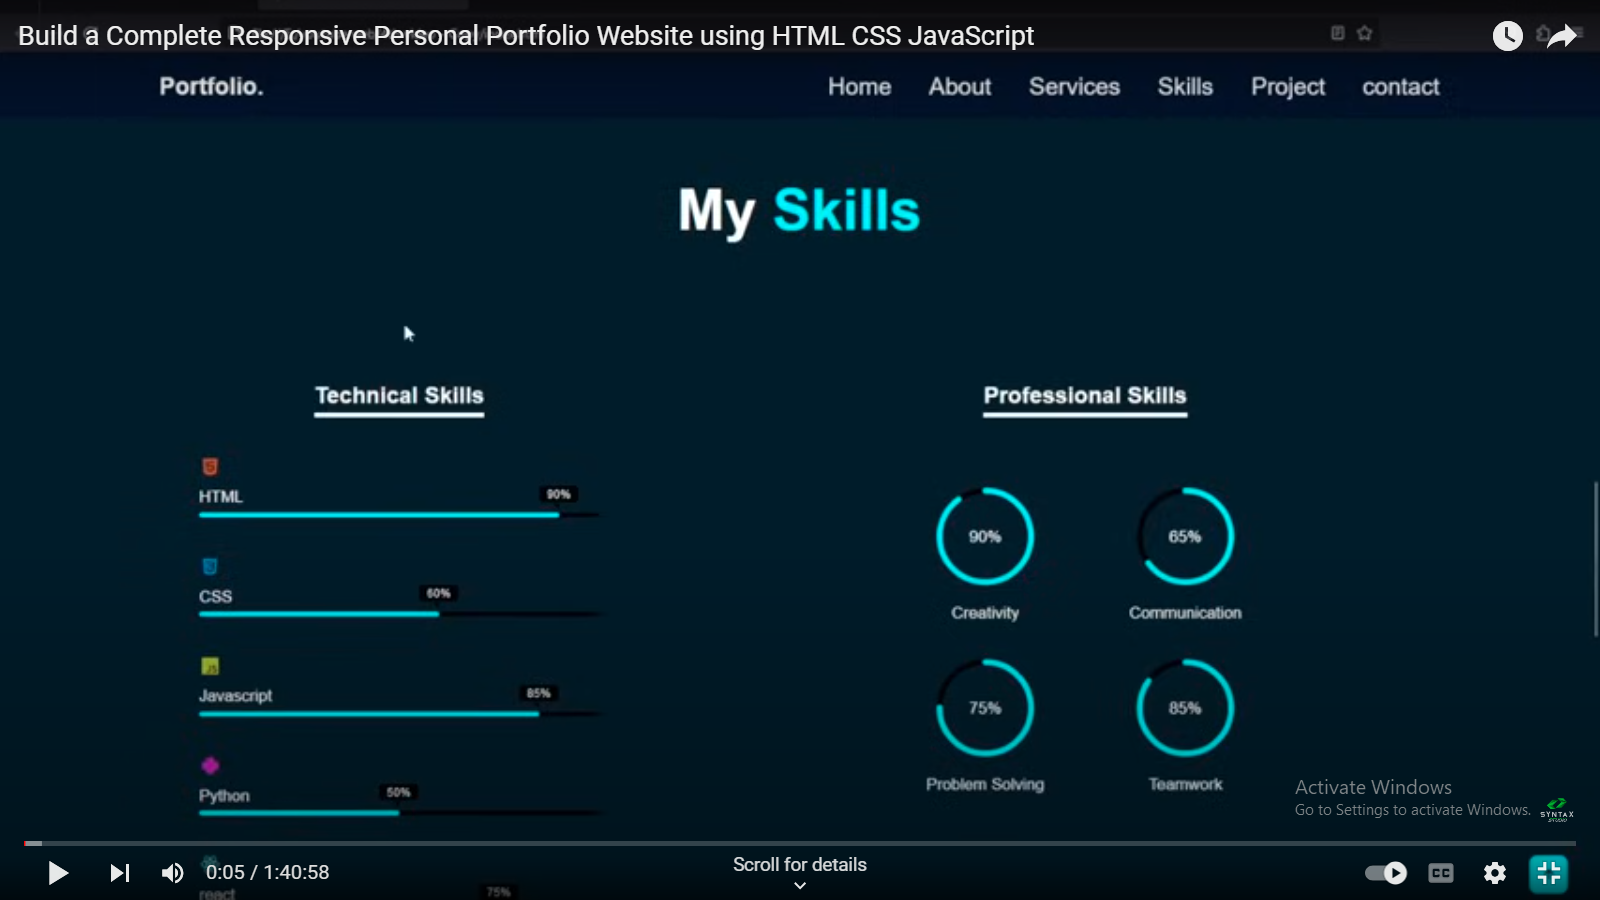 Build a Complete Responsive Personal Portfolio Website using HTML CSS JavaScript
Portfolio.
Home About Services Skills Project contact
My Skills
Technical Skills
Professional Skills
HTML
90%
CSS
60%
JS
Javascript
85%
Python
50%
react
75%
90%
Creativity
65%
Communication
75%
Problem Solving
85%
Teamwork
Activate Windows
Go to Settings to activate Windows.
SYNTAX
STUDIO
0:05 / 1:40:58
Scroll for details
CC